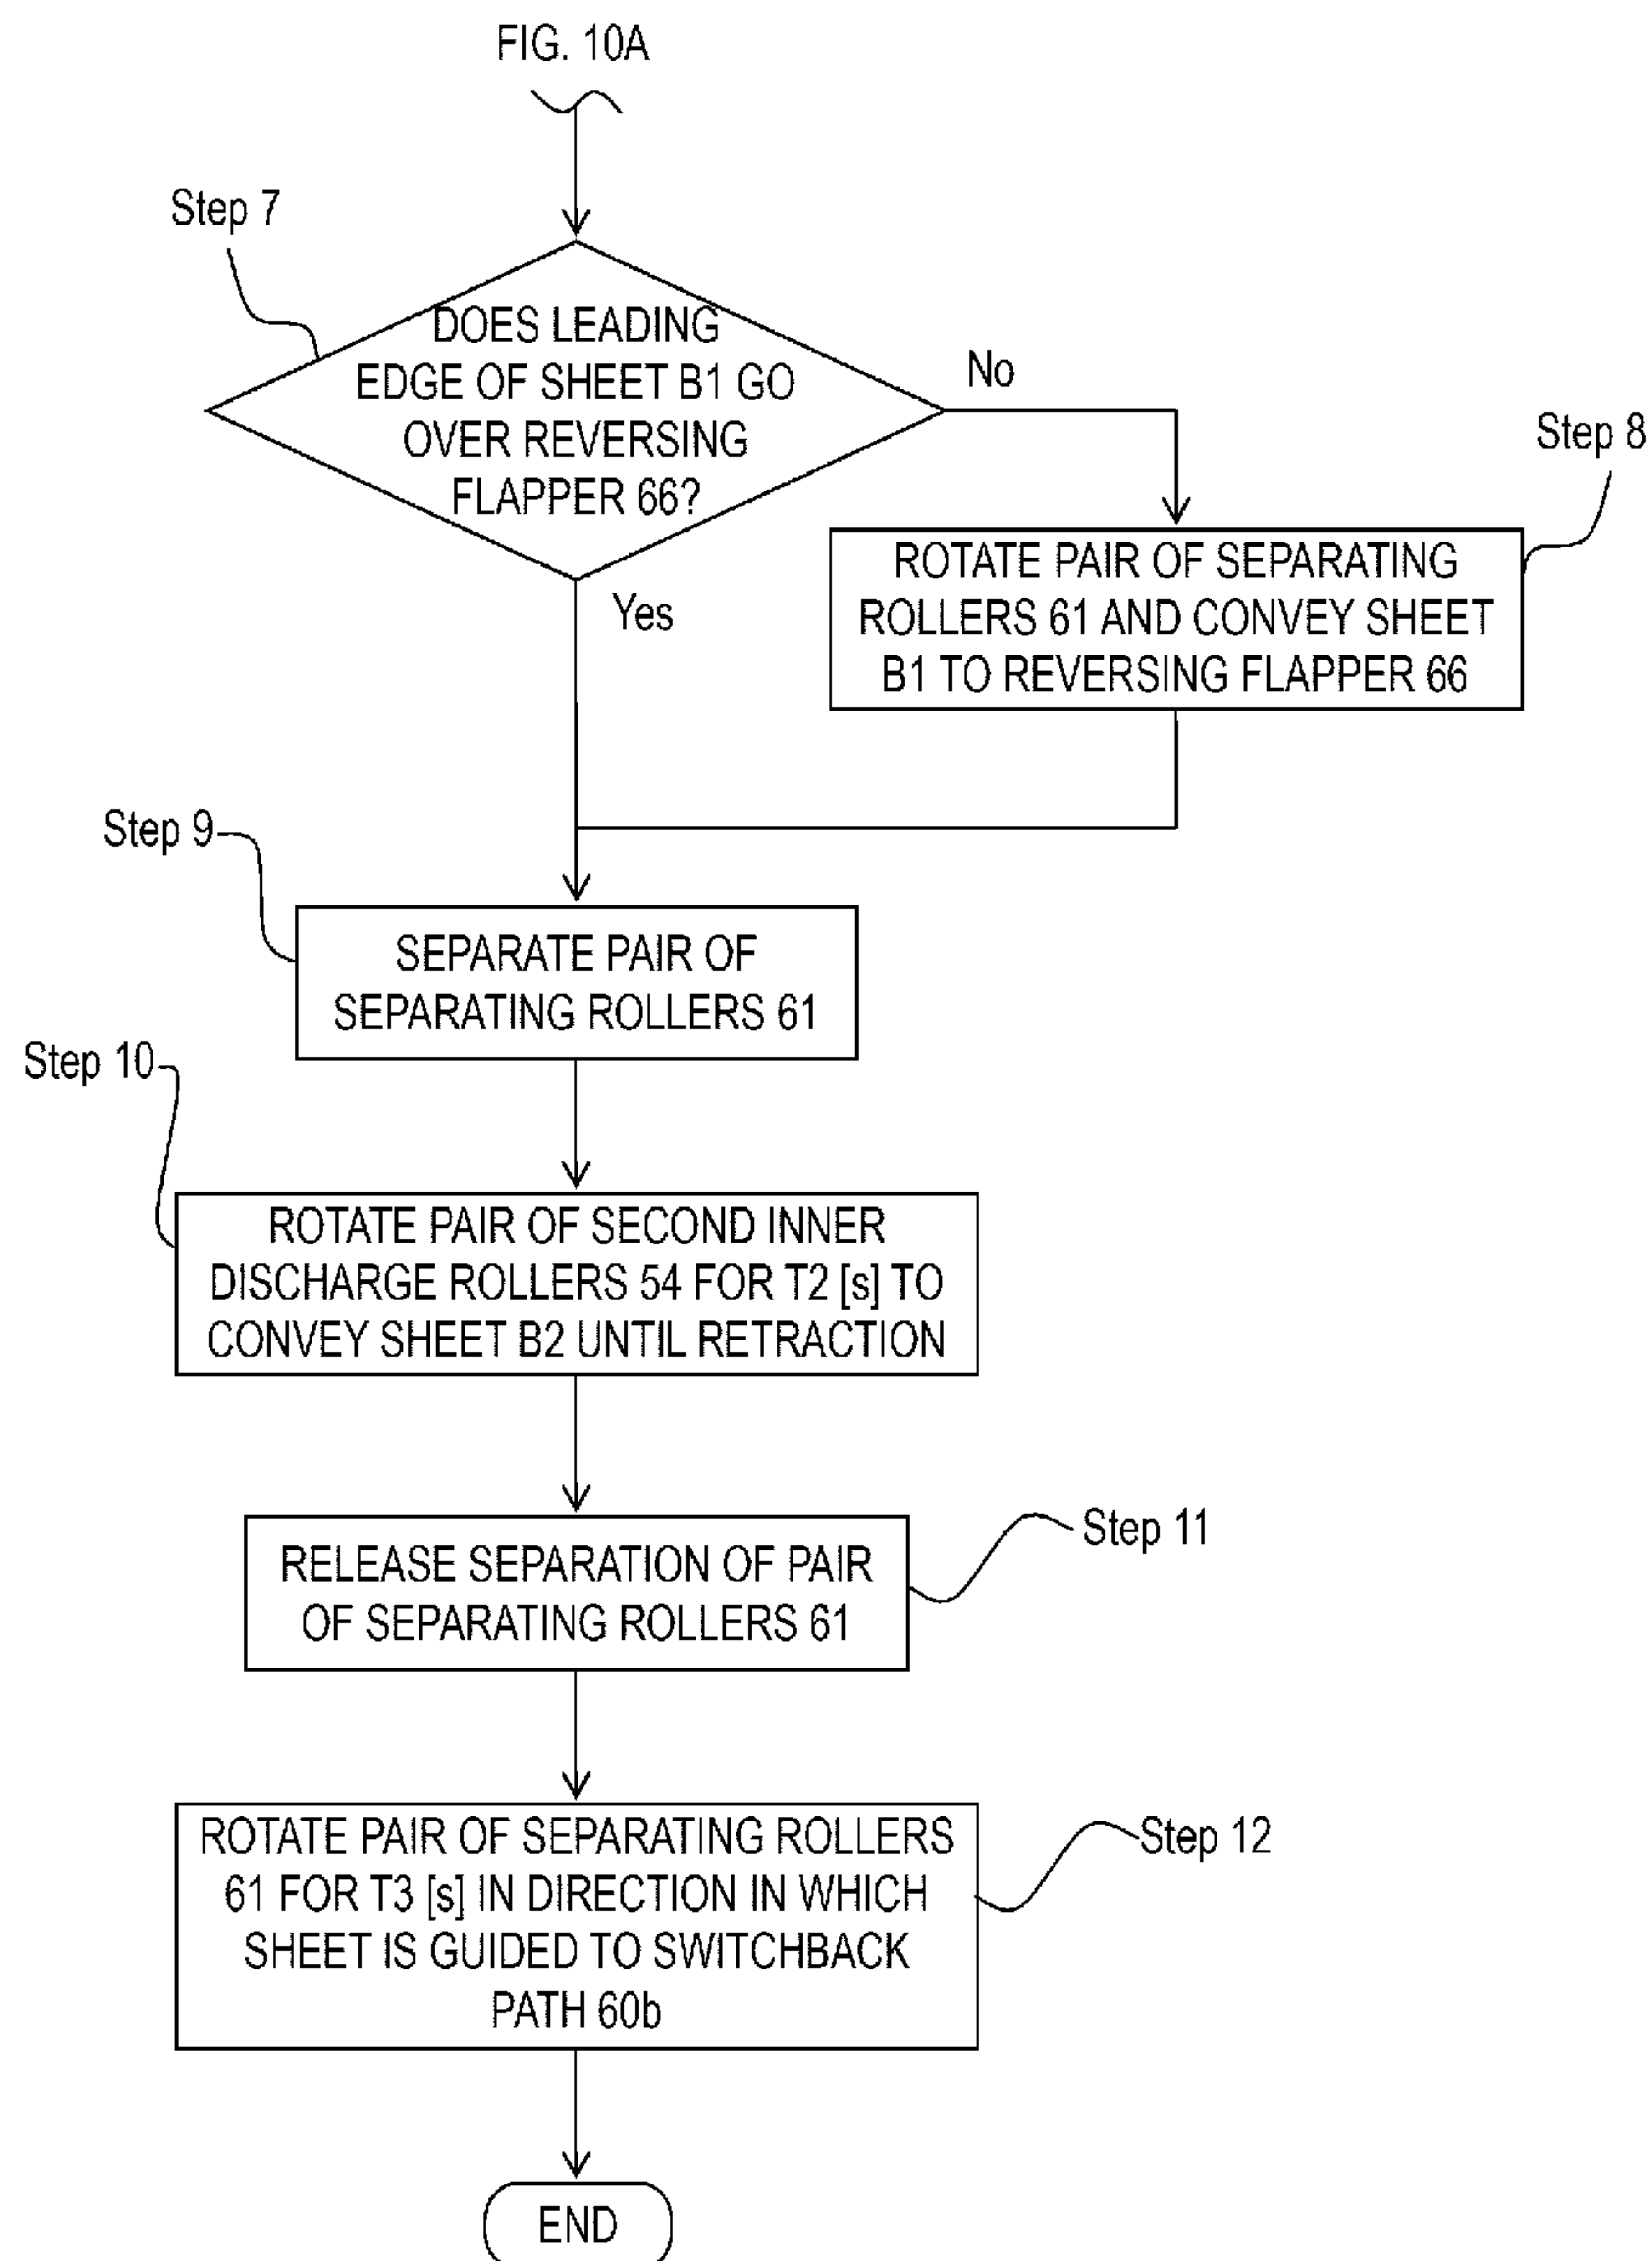 FIG. 10A
Step 7
DOES LEADING
EDGE OF SHEET B1 GO
OVER REVERSING
FLAPPER 66?
No
Step 8
ROTATE PAIR OF SEPARATING
ROLLERS 61 AND CONVEY SHEET
B1 TO REVERSING FLAPPER 66
Yes
Step 9
SEPARATE PAIR OF
SEPARATING ROLLERS 61
Step 10
ROTATE PAIR OF SECOND INNER
DISCHARGE ROLLERS 54 FOR T2 [s] TO
CONVEY SHEET B2 UNTIL RETRACTION
Step 11
RELEASE SEPARATION OF PAIR
OF SEPARATING ROLLERS 61
Step 12
ROTATE PAIR OF SEPARATING ROLLERS
61 FOR T3 [s] IN DIRECTION IN WHICH
SHEET IS GUIDED TO SWITCHBACK
PATH 60b
END